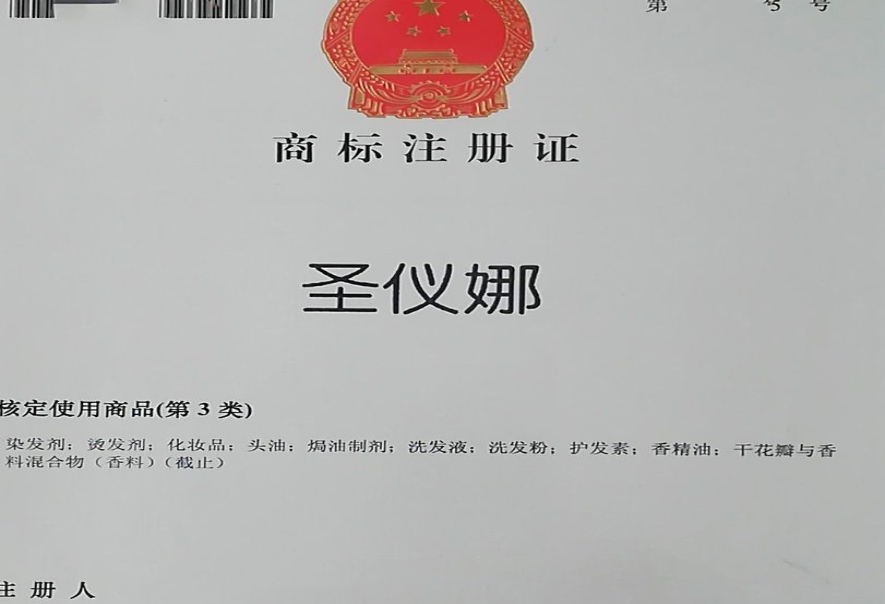 第 号
商标注册证
圣仪娜
核定使用商品(第 3 类)
染发剂；烫发剂；化妆品；头油；焗油制剂；洗发液；洗发粉；护发素；香精油；干花瓣与香
料混合物（香料）（截止）
注 册 人